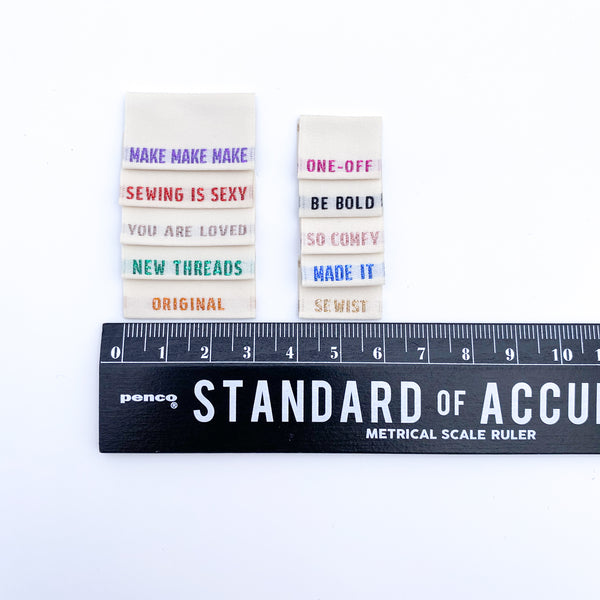 MAKE MAKE MAKE
SEWING IS SEXY
YOU ARE LOVED
NEW THREADS
ORIGINAL
ONE-OFF
BE BOLD
SO COMFY
MADE IT
SEWIST
0 1 2 3 4 5 6 7 8 9 10 11
penco®
STANDARD OF ACCU
METRICAL SCALE RULER